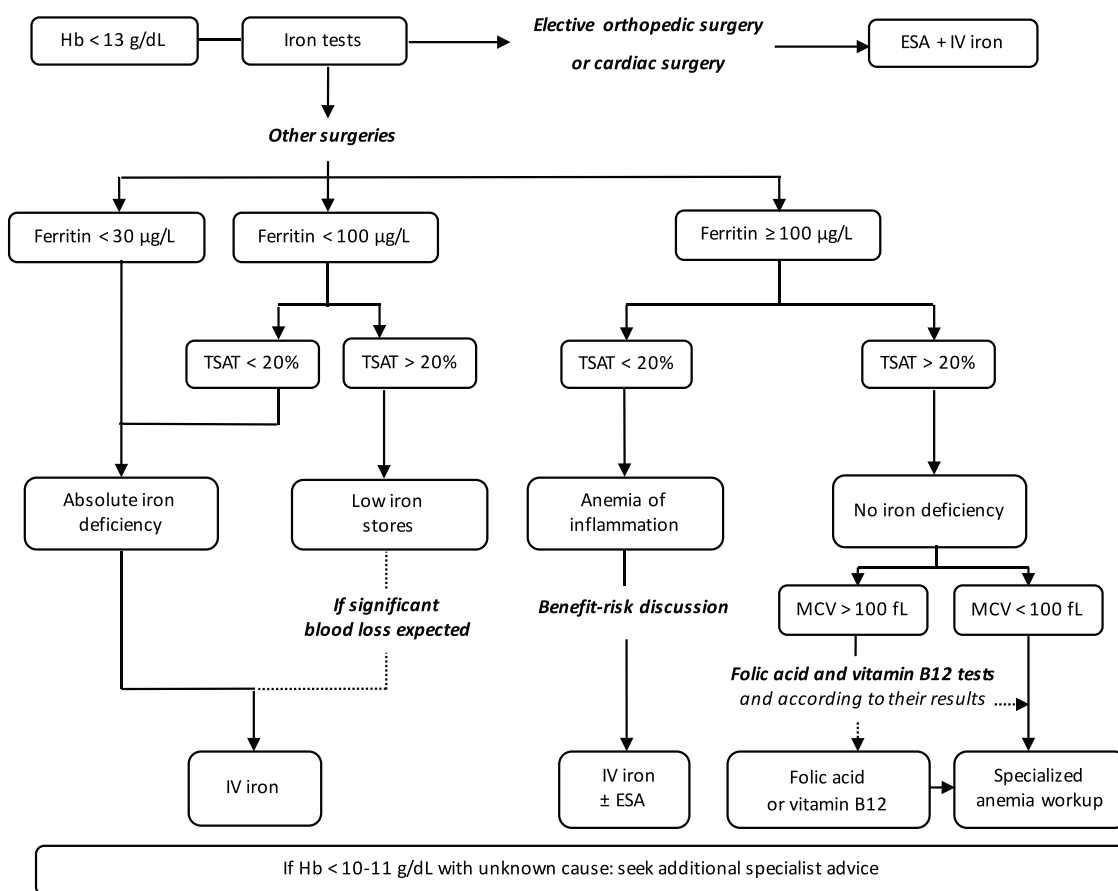 Hb < 13 g/dL
Iron tests
Elective orthopedic surgery
or cardiac surgery
ESA + IV iron
Other surgeries
Ferritin < 30 µg/L
Ferritin < 100 µg/L
Ferritin ≥ 100 µg/L
TSAT < 20%
TSAT > 20%
TSAT < 20%
TSAT > 20%
Absolute iron
deficiency
Low iron
stores
Anemia of
inflammation
No iron deficiency
If significant
blood loss expected
Benefit-risk discussion
MCV > 100 fL
MCV < 100 fL
Folic acid and vitamin B12 tests
and according to their results
IV iron
IV iron
± ESA
Folic acid
or vitamin B12
Specialized
anemia workup
If Hb < 10-11 g/dL with unknown cause: seek additional specialist advice